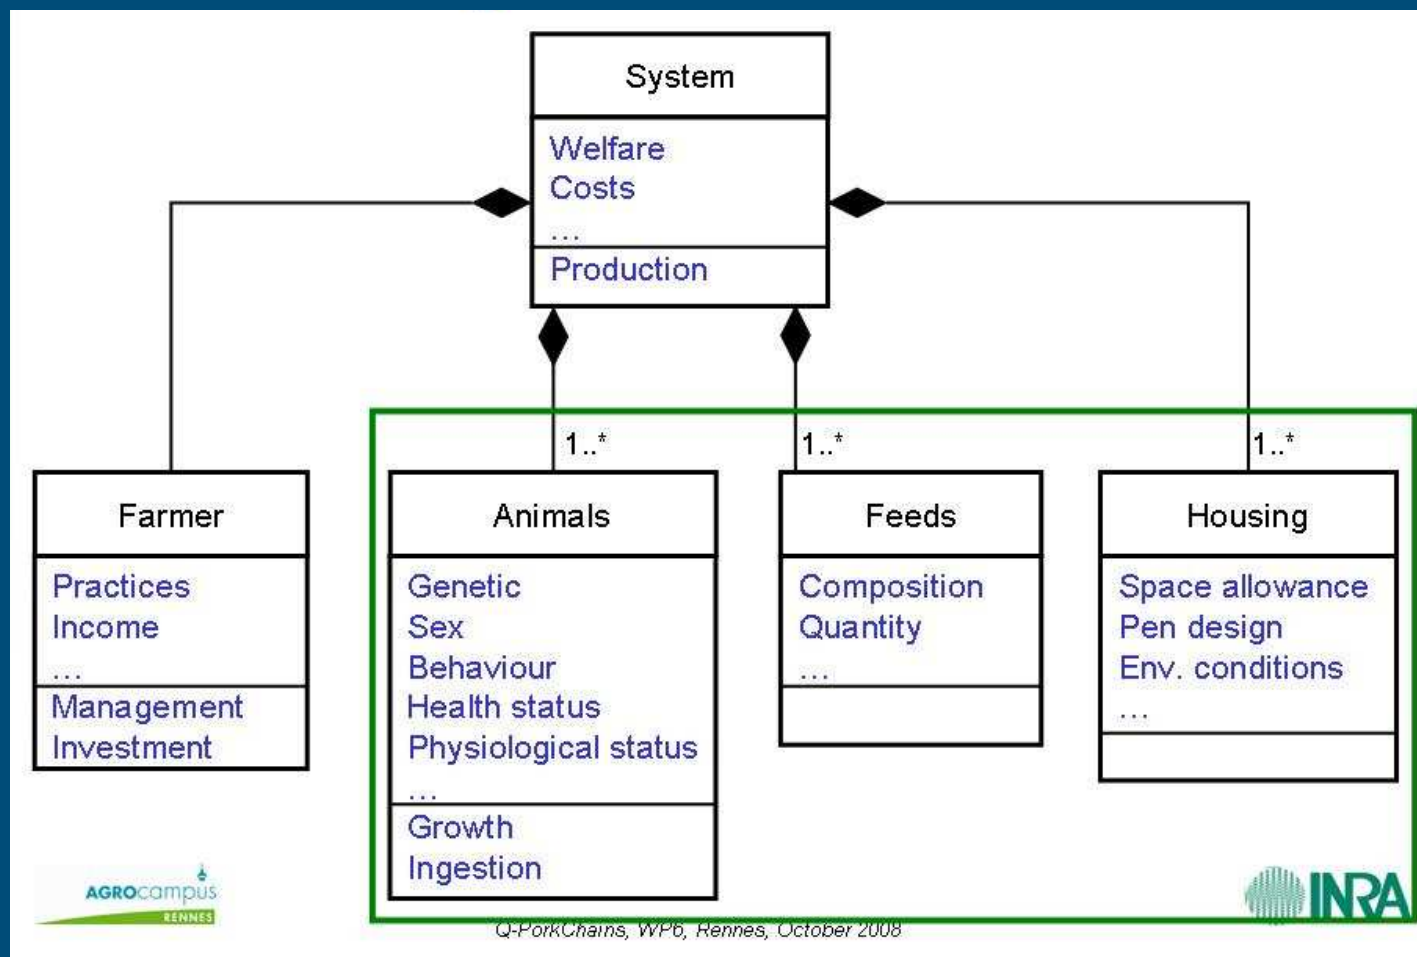 System
Welfare
Costs
...
Production
1..*
1..*
1..*
Farmer
Practices
Income
...
Management
Investment
Animals
Genetic
Sex
Behaviour
Health status
Physiological status
...
Growth
Ingestion
Feeds
Composition
Quantity
...
Housing
Space allowance
Pen design
Env. conditions
...
AGROcampus
RENNES
INRA
Q-PorkChains, WP6, Rennes, October 2008